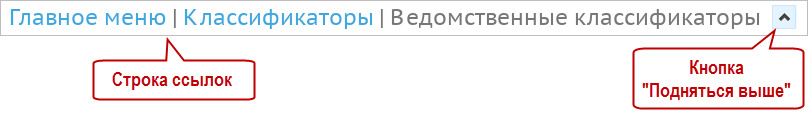 Главное меню | Классификаторы | Ведомственные классификаторы
Строка ссылок
Кнопка
"Подняться выше"